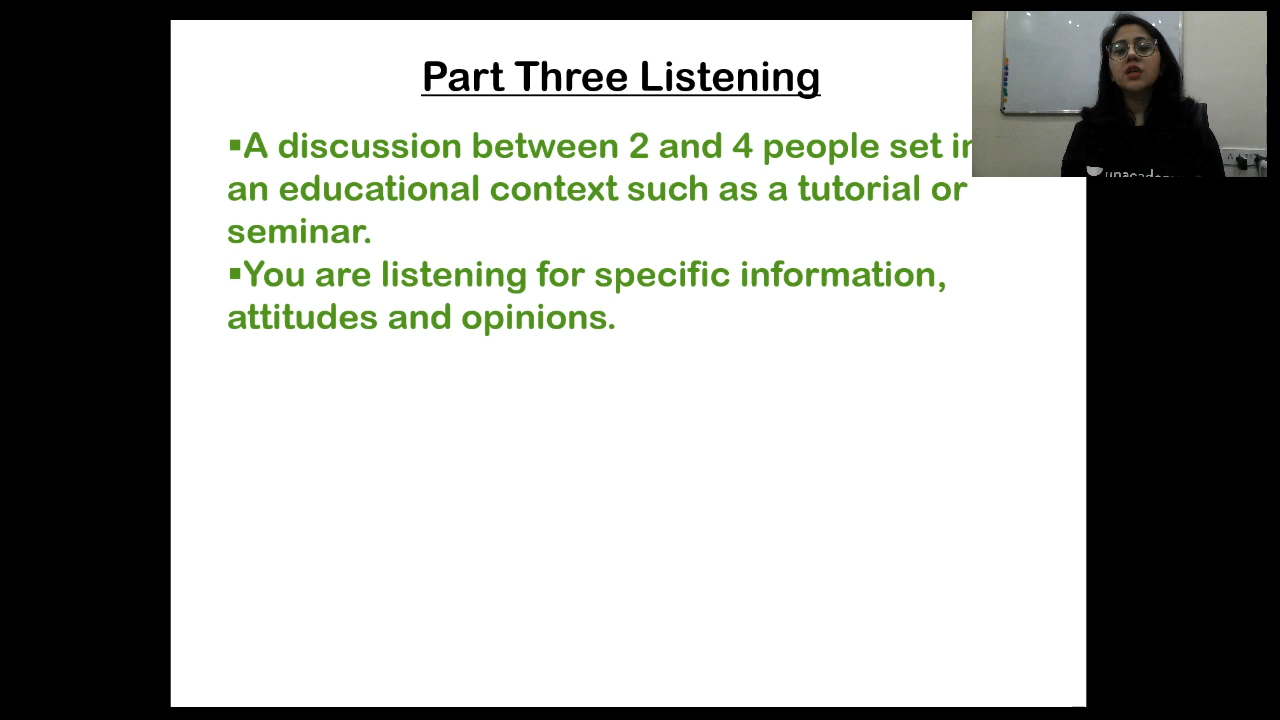 Part Three Listening
▪A discussion between 2 and 4 people set in
an educational context such as a tutorial or
seminar.
▪You are listening for specific information,
attitudes and opinions.
unacademy